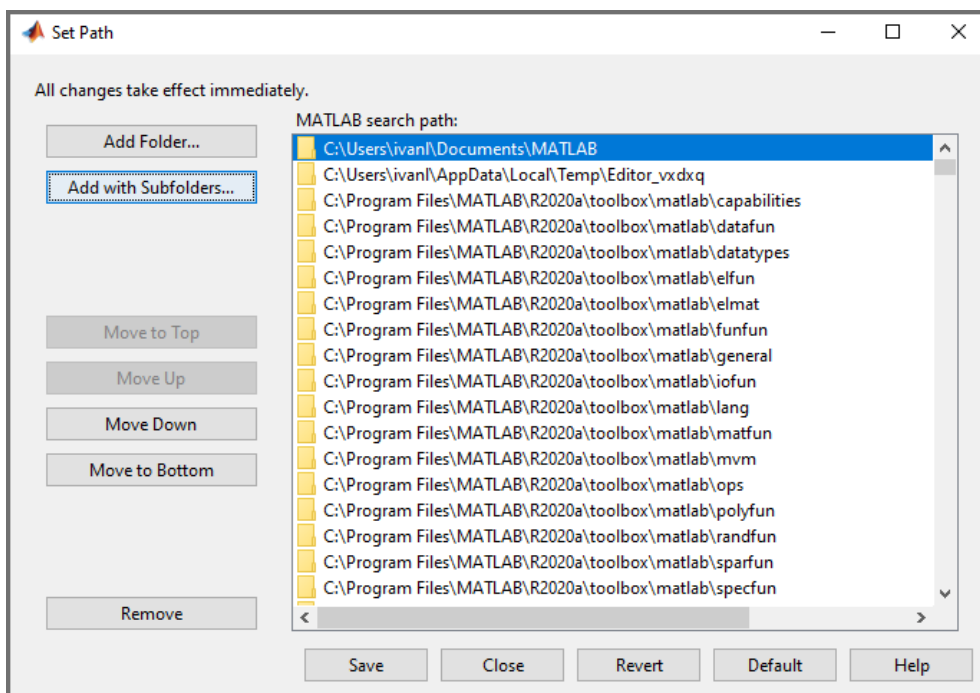 Set Path
All changes take effect immediately.
MATLAB search path:
Add Folder...
Add with Subfolders...
Move to Top
Move Up
Move Down
Move to Bottom
Remove
C:\Users\ivanl\Documents\MATLAB
C:\Users\ivanl\AppData\Local\Temp\Editor_vxdxq
C:\Program Files\MATLAB\R2020a\toolbox\matlab\capabilities
C:\Program Files\MATLAB\R2020a\toolbox\matlab\datafun
C:\Program Files\MATLAB\R2020a\toolbox\matlab\datatypes
C:\Program Files\MATLAB\R2020a\toolbox\matlab\elfun
C:\Program Files\MATLAB\R2020a\toolbox\matlab\elmat
C:\Program Files\MATLAB\R2020a\toolbox\matlab\funfun
C:\Program Files\MATLAB\R2020a\toolbox\matlab\general
C:\Program Files\MATLAB\R2020a\toolbox\matlab\iofun
C:\Program Files\MATLAB\R2020a\toolbox\matlab\lang
C:\Program Files\MATLAB\R2020a\toolbox\matlab\matfun
C:\Program Files\MATLAB\R2020a\toolbox\matlab\mvm
C:\Program Files\MATLAB\R2020a\toolbox\matlab\ops
C:\Program Files\MATLAB\R2020a\toolbox\matlab\polyfun
C:\Program Files\MATLAB\R2020a\toolbox\matlab\randfun
C:\Program Files\MATLAB\R2020a\toolbox\matlab\sparfun
C:\Program Files\MATLAB\R2020a\toolbox\matlab\specfun
Save
Close
Revert
Default
Help